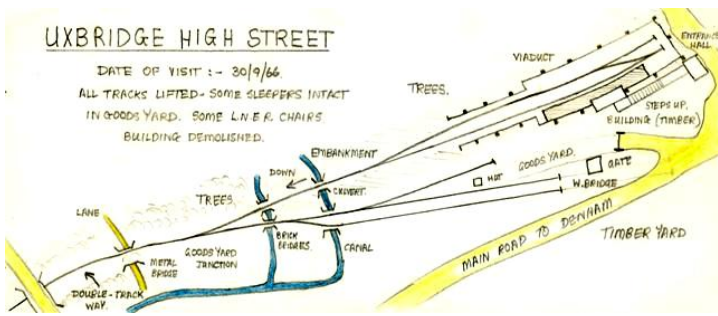 UXBRIDGE HIGH STREET
DATE OF VISIT :- 30/9/66.
ALL TRACKS LIFTED - SOME SLEEPERS INTACT
IN GOODS YARD. SOME L.N.E.R. CHAIRS
BUILDING DEMOLISHED.
VIADUCT
ENTRANCE
HALL
TREES.
STEPS UP.
BUILDING (TIMBER)
EMBANKMENT
DOWN
GOODS YARD.
GATE
HUT
W. BRIDGE
TREES.
CULVERT.
LANE
BRICK
BRIDGES.
CANAL
GOODS YARD
JUNCTION
METAL
BRIDGE
DOUBLE-TRACK
WAY.
MAIN ROAD TO DENHAM
TIMBER YARD